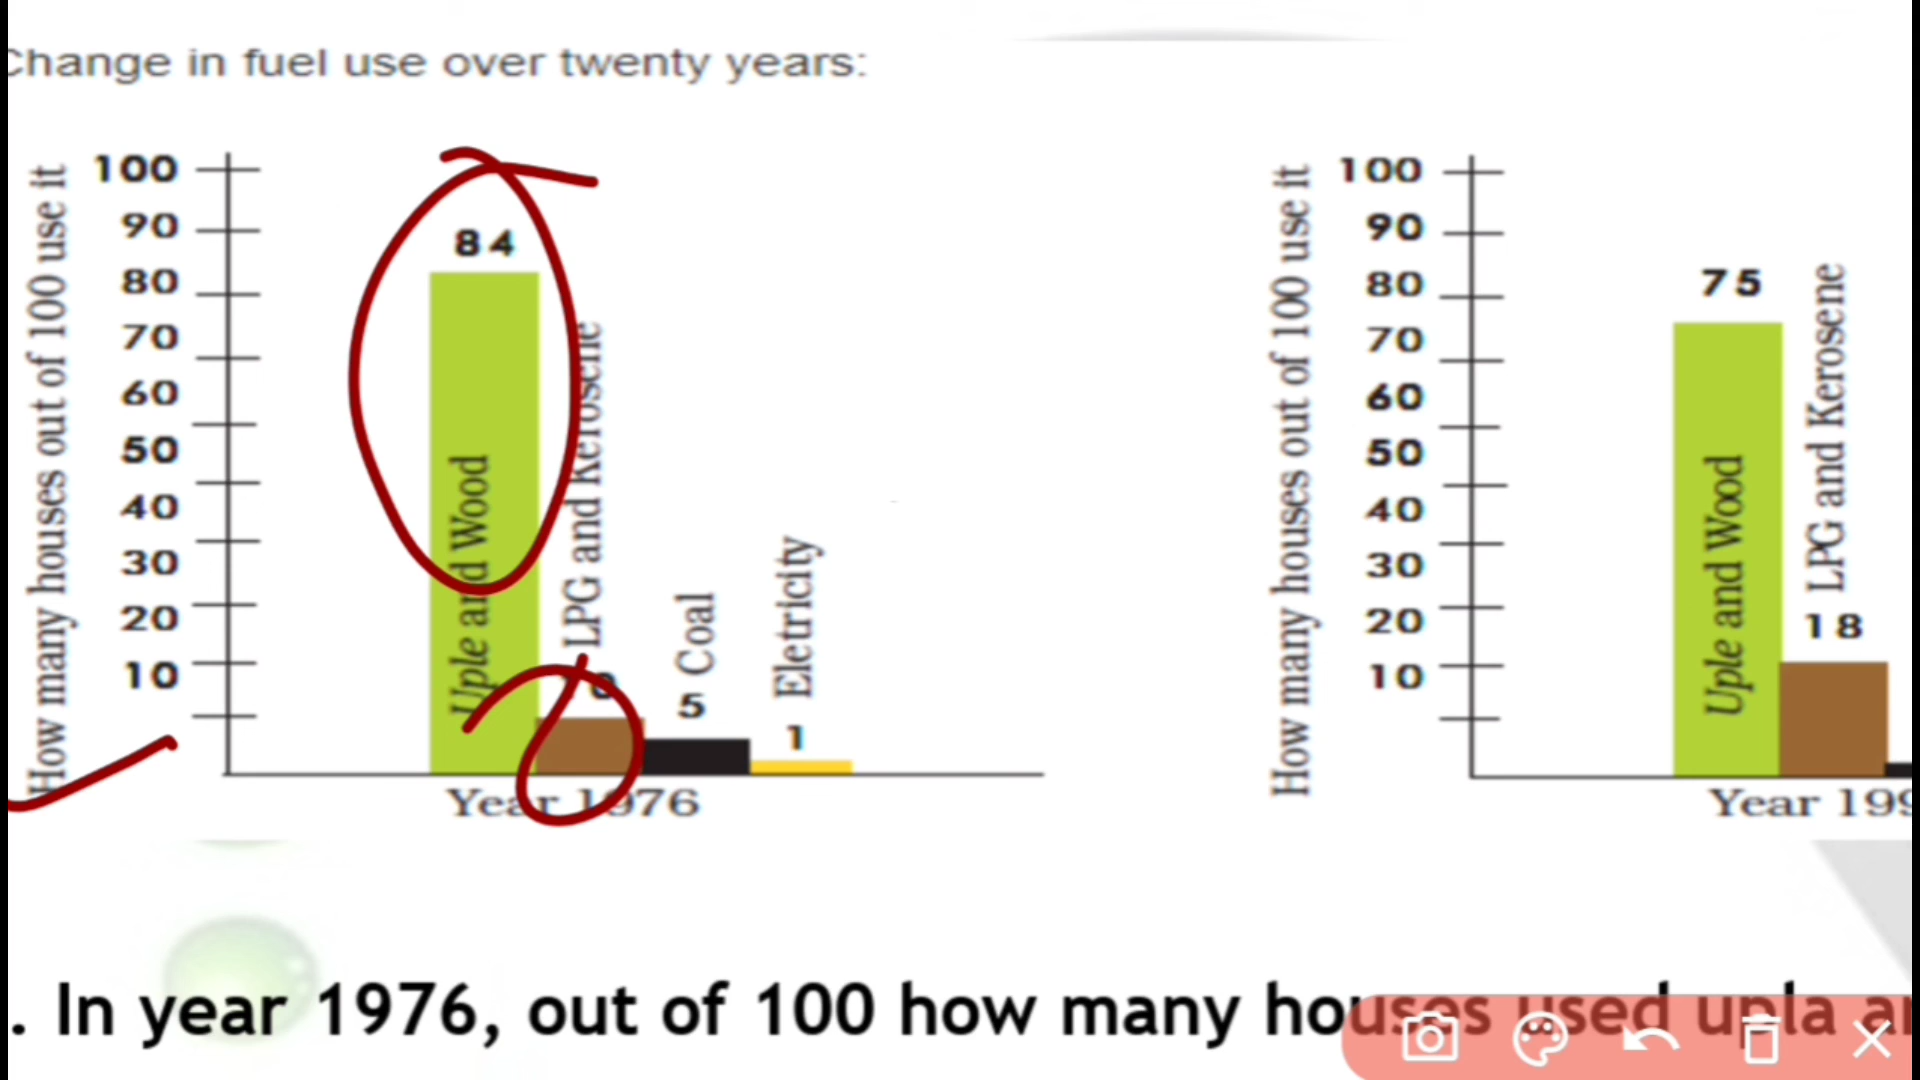 Change in fuel use over twenty years:
How many houses out of 100 use it
100
90
80
70
60
50
40
30
20
10
84
Uple and Wood
LPG and Kerosene
5
Coal
1
Eletricity
Year 1976
How many houses out of 100 use it
100
90
80
70
60
50
40
30
20
10
75
Uple and Wood
LPG and Kerosene
18
Year 199
. In year 1976, out of 100 how many houses used upla